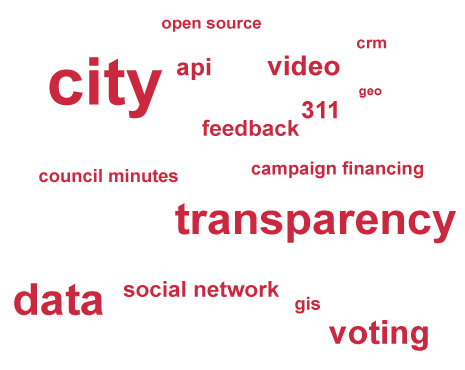 open source
crm
city
api
video
geo
311
feedback
campaign financing
council minutes
transparency
data
social network
gis
voting